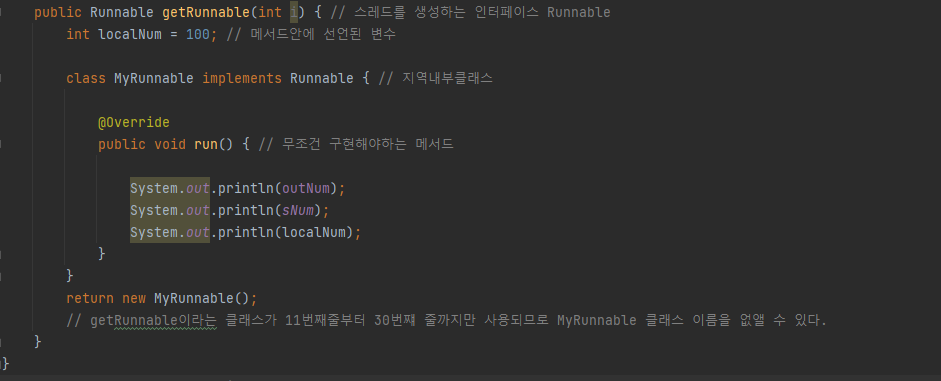 public Runnable getRunnable(int i) { // 스레드를 생성하는 인터페이스 Runnable
int localNum = 100; // 메서드안에 선언된 변수
class MyRunnable implements Runnable { // 지역내부클래스
@Override
public void run() { // 무조건 구현해야하는 메서드
System.out.println(outNum);
System.out.println(sNum);
System.out.println(localNum);
}
}
return new MyRunnable();
// getRunnable이라는 클래스가 11번째줄부터 30번째 줄까지만 사용되므로 MyRunnable 클래스 이름을 없앨 수 있다.
}
}